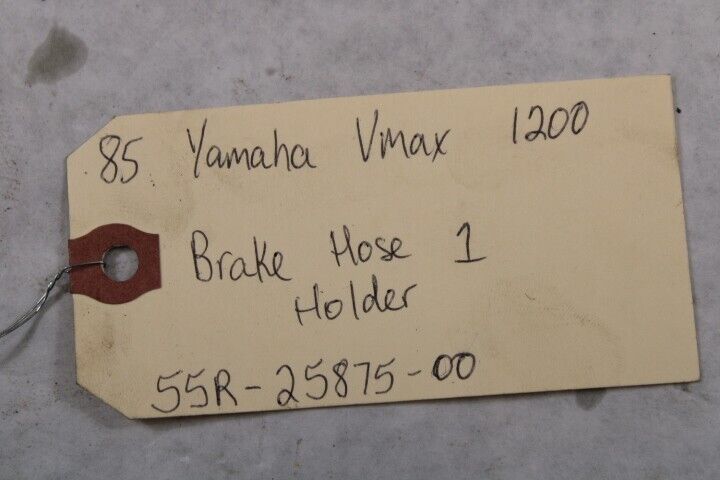 85 Yamaha Vmax 1200
Brake Hose 1
Holder
55R-25875-00